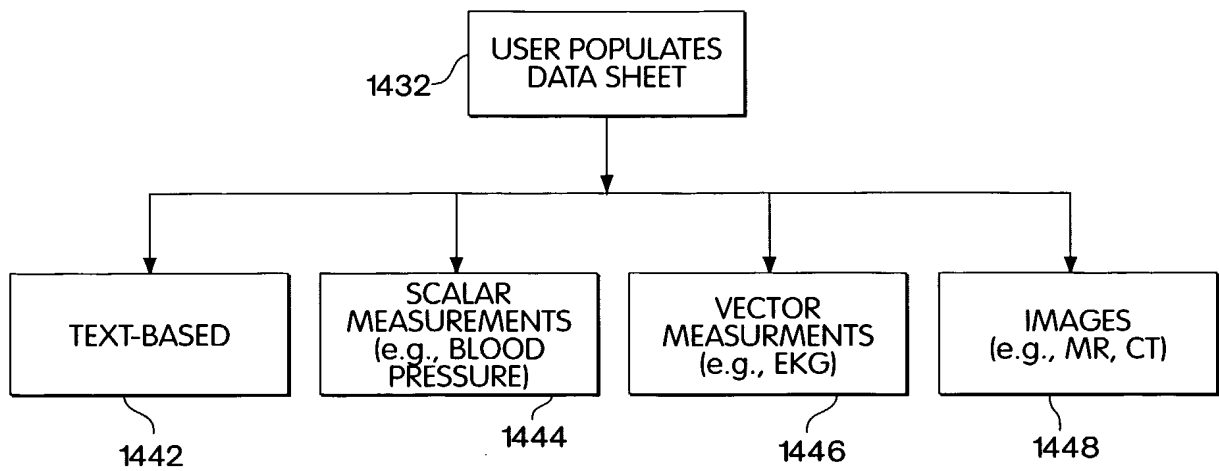 USER POPULATES
DATA SHEET
1432
TEXT-BASED
1442
SCALAR
MEASUREMENTS
(e.g., BLOOD
PRESSURE)
1444
VECTOR
MEASURMENTS
(e.g., EKG)
1446
IMAGES
(e.g., MR, CT)
1448